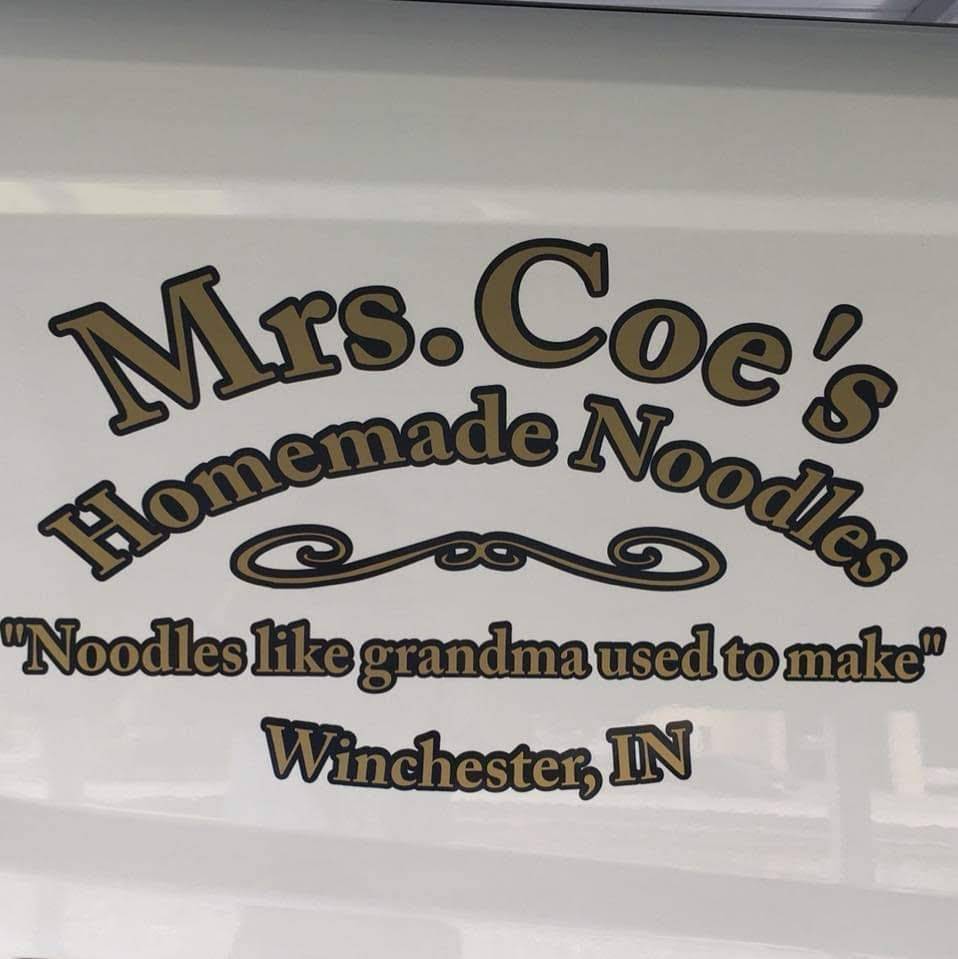 Mrs. Coe's
Homemade Noodles
"Noodles like grandma used to make"
Winchester, IN